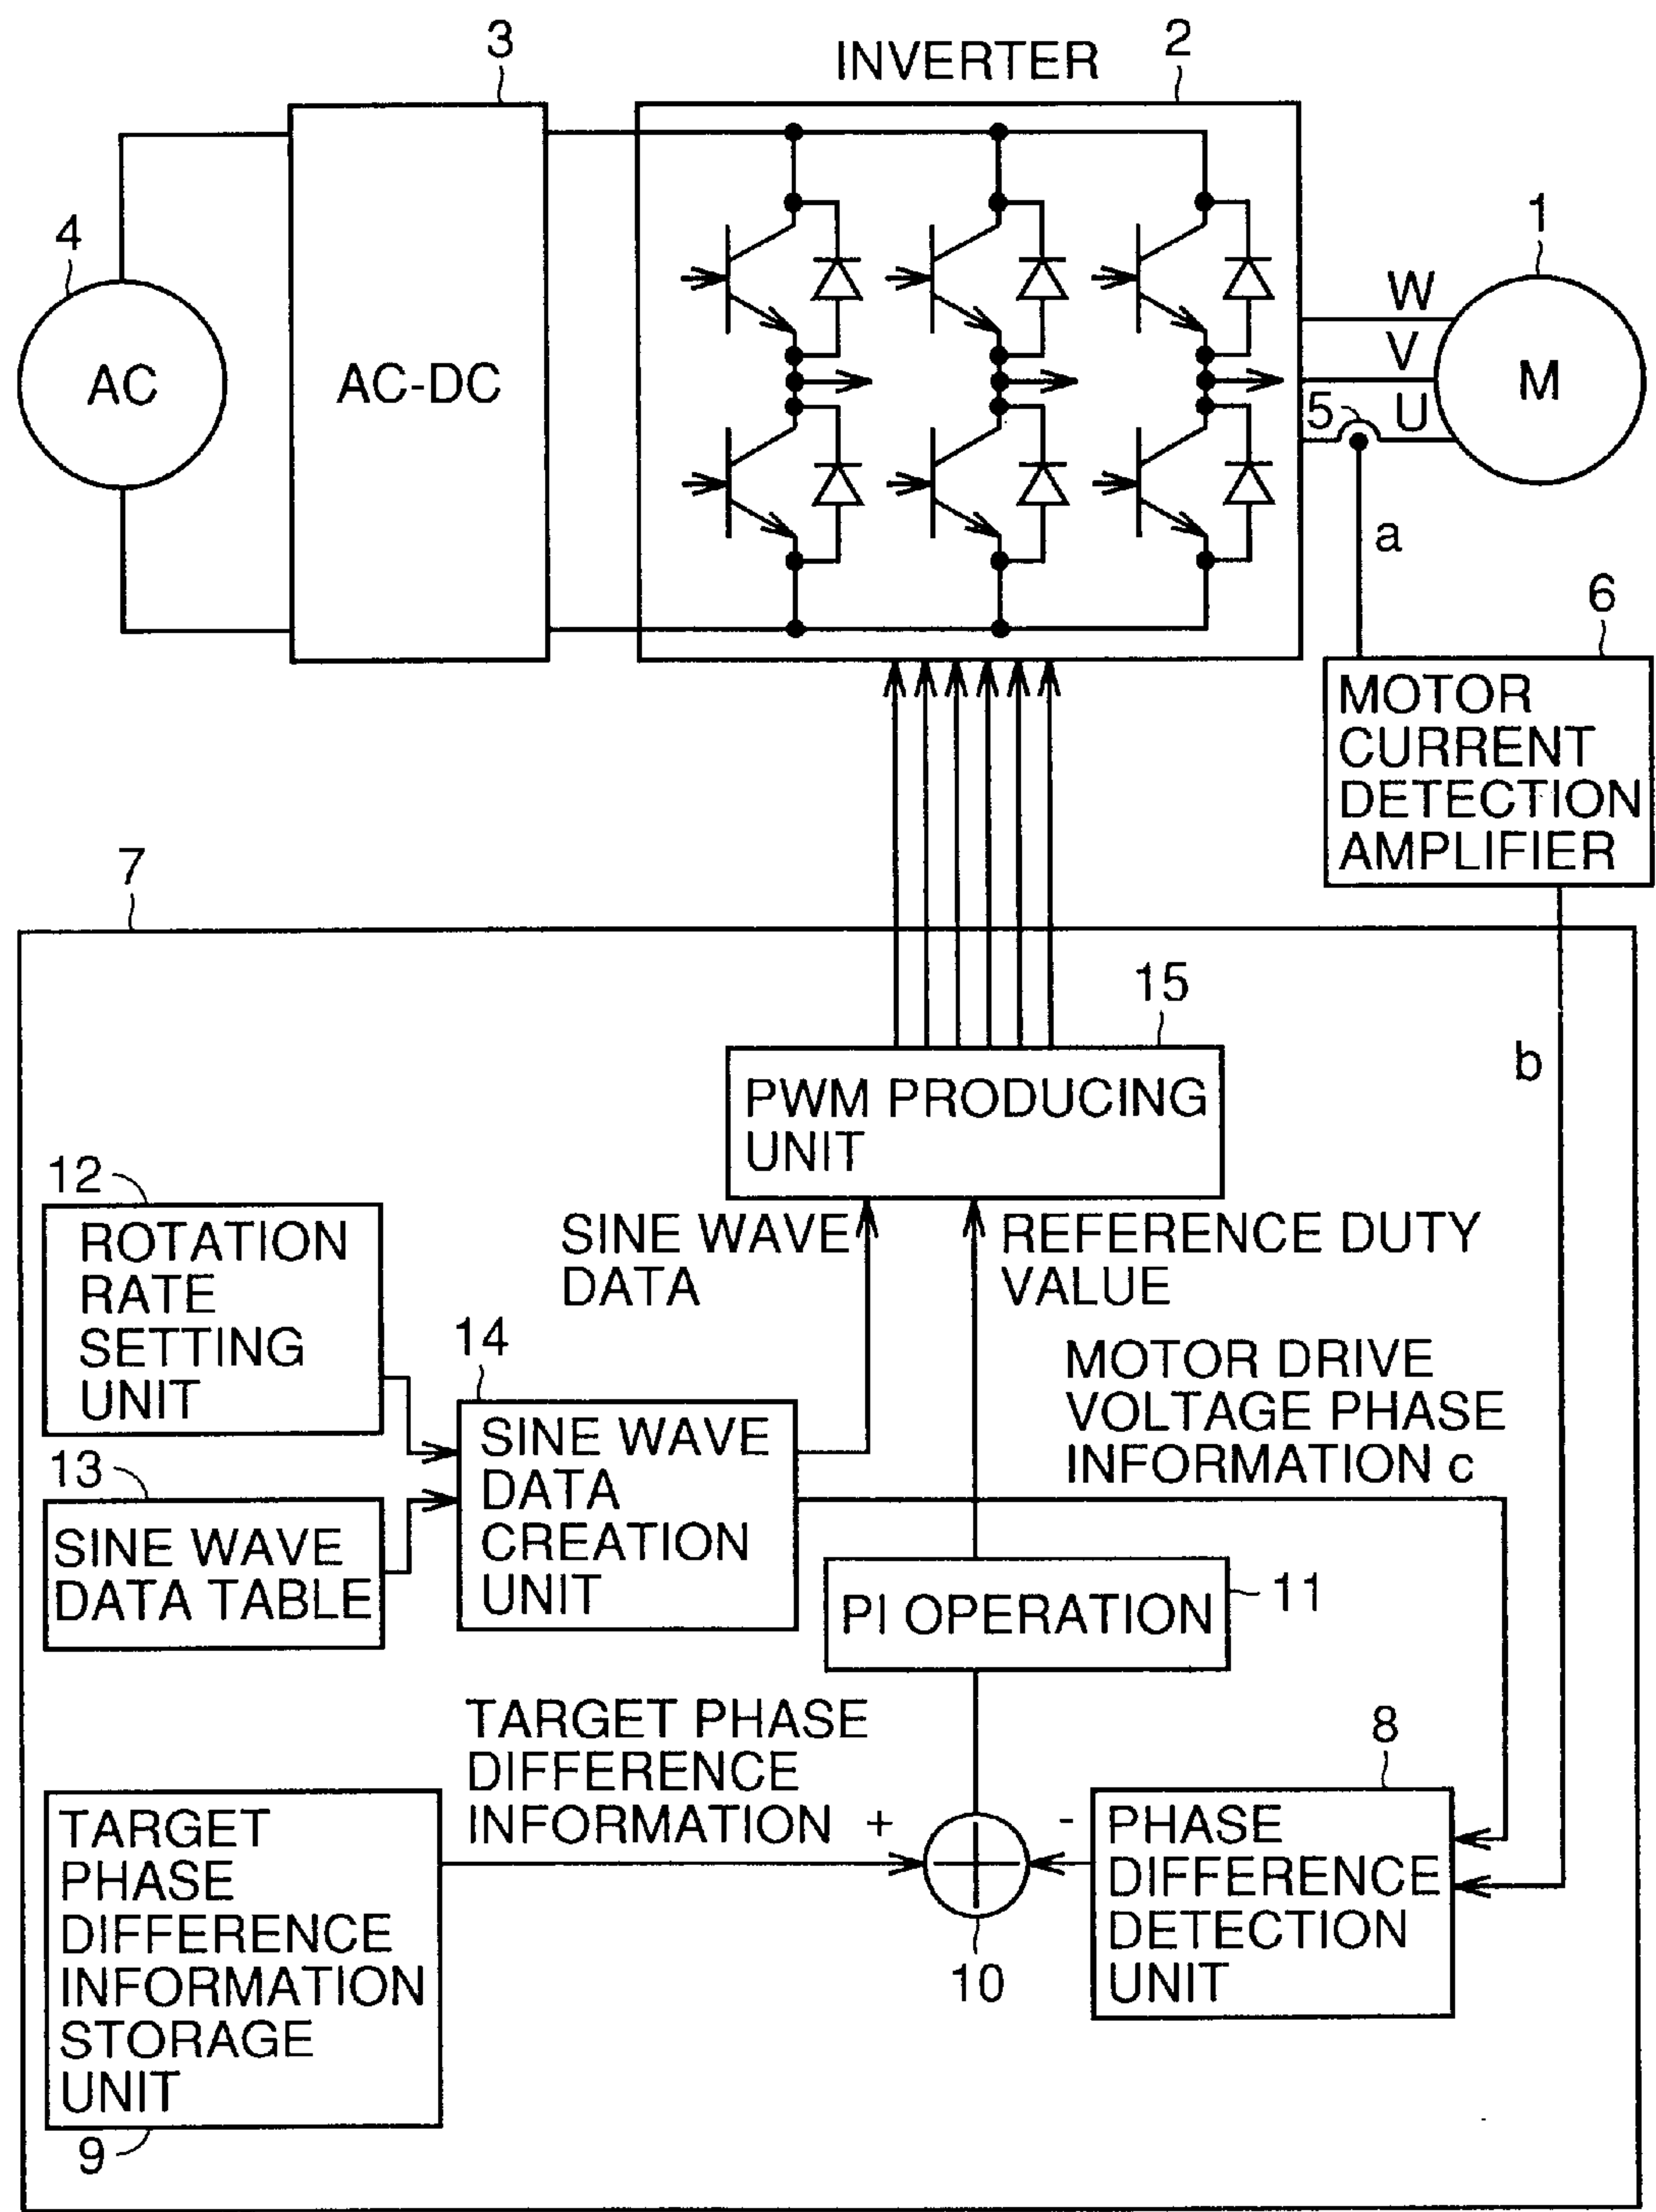 3
INVERTER
2
4
1
AC
AC-DC
W
V
5
U
M
a
6
MOTOR
CURRENT
DETECTION
AMPLIFIER
7
15
b
PWM PRODUCING
UNIT
12
ROTATION
RATE
SETTING
UNIT
SINE WAVE
DATA
REFERENCE DUTY
VALUE
14
MOTOR DRIVE
VOLTAGE PHASE
INFORMATION c
13
SINE WAVE
DATA TABLE
SINE WAVE
DATA
CREATION
UNIT
PI OPERATION
11
TARGET PHASE
DIFFERENCE
INFORMATION
+
-
8
TARGET
PHASE
DIFFERENCE
INFORMATION
STORAGE
UNIT
PHASE
DIFFERENCE
DETECTION
UNIT
10
9